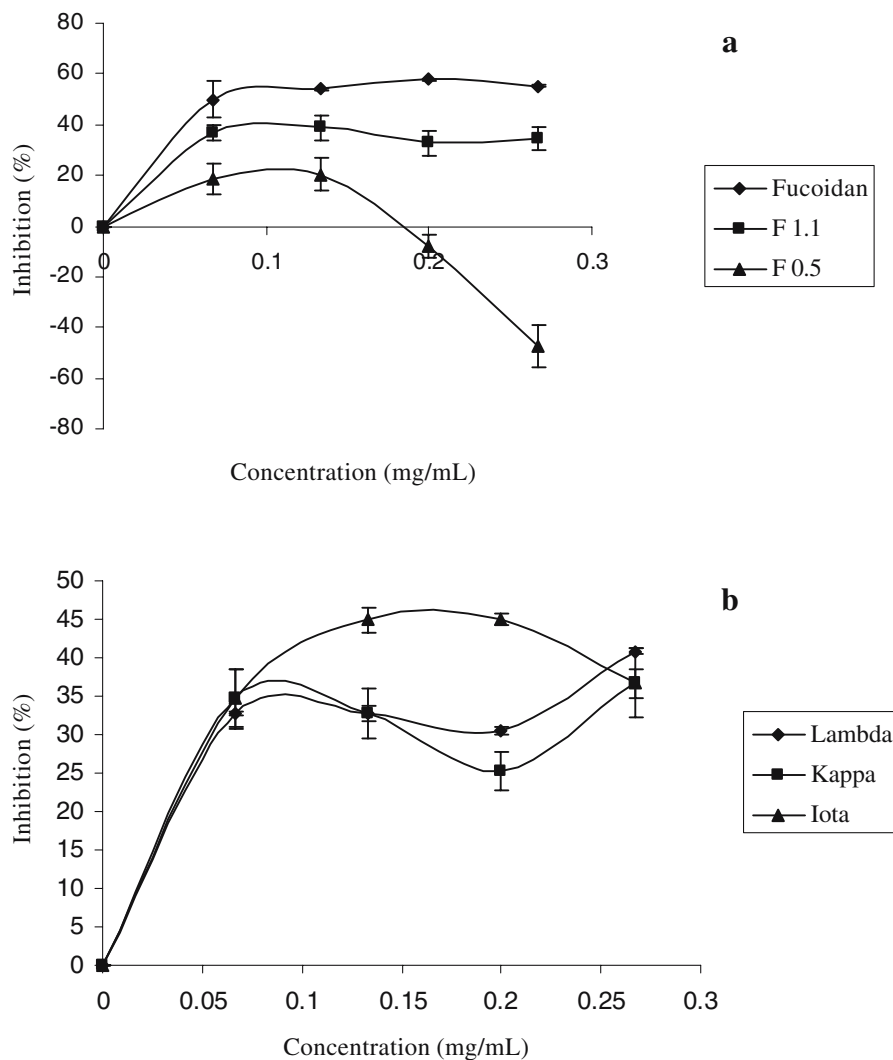 a
80
60
40
20
0
-20
-40
-60
-80
0
0.1
0.2
0.3
Inhibition (%)
Concentration (mg/mL)
Fucoidan
F 1.1
F 0.5
b
50
45
40
35
30
25
20
15
10
5
0
0
0.05
0.1
0.15
0.2
0.25
0.3
Inhibition (%)
Concentration (mg/mL)
Lambda
Kappa
Iota